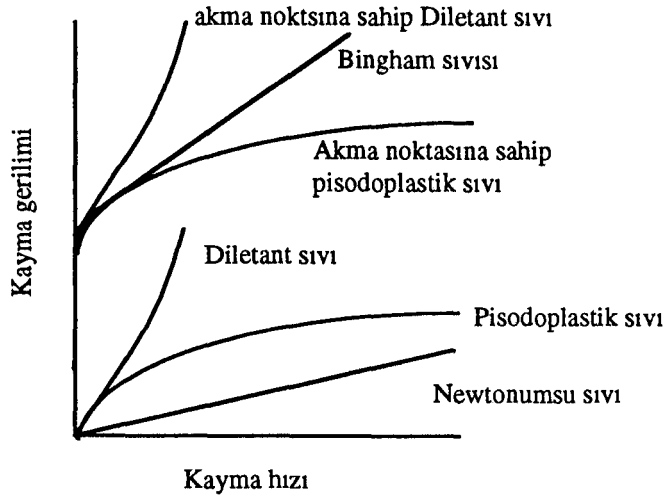 akma noktsına sahip Diletant sıvı
Bingham sıvısı
Akma noktasına sahip
pisodoplastik sıvı
Kayma gerilimi
Diletant sıvı
Pisodoplastik sıvı
Newtonumsu sıvı
Kayma hızı